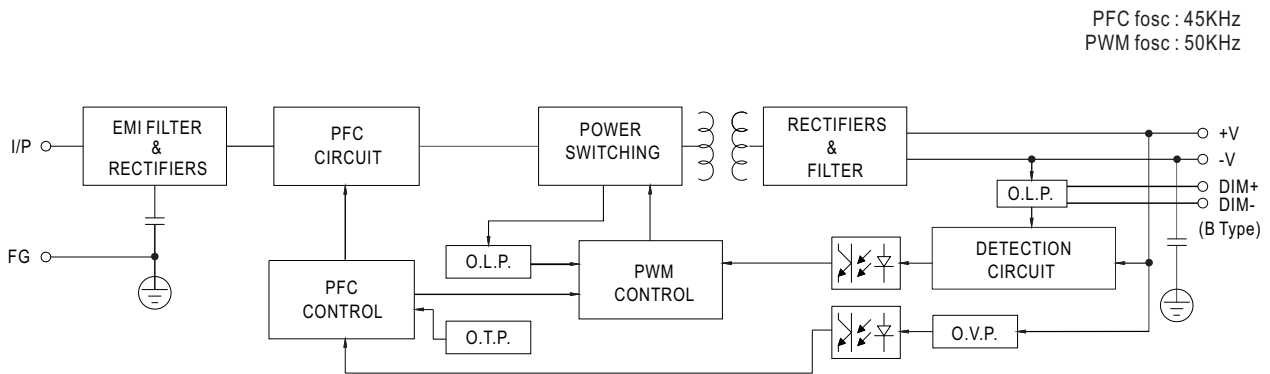 PFC fosc : 45KHz
PWM fosc : 50KHz
I/P
EMI FILTER
&
RECTIFIERS
PFC
CIRCUIT
POWER
SWITCHING
RECTIFIERS
&
FILTER
+V
-V
DIM+
DIM-
(B Type)
O.L.P.
FG
PFC
CONTROL
O.L.P.
PWM
CONTROL
DETECTION
CIRCUIT
O.T.P.
O.V.P.